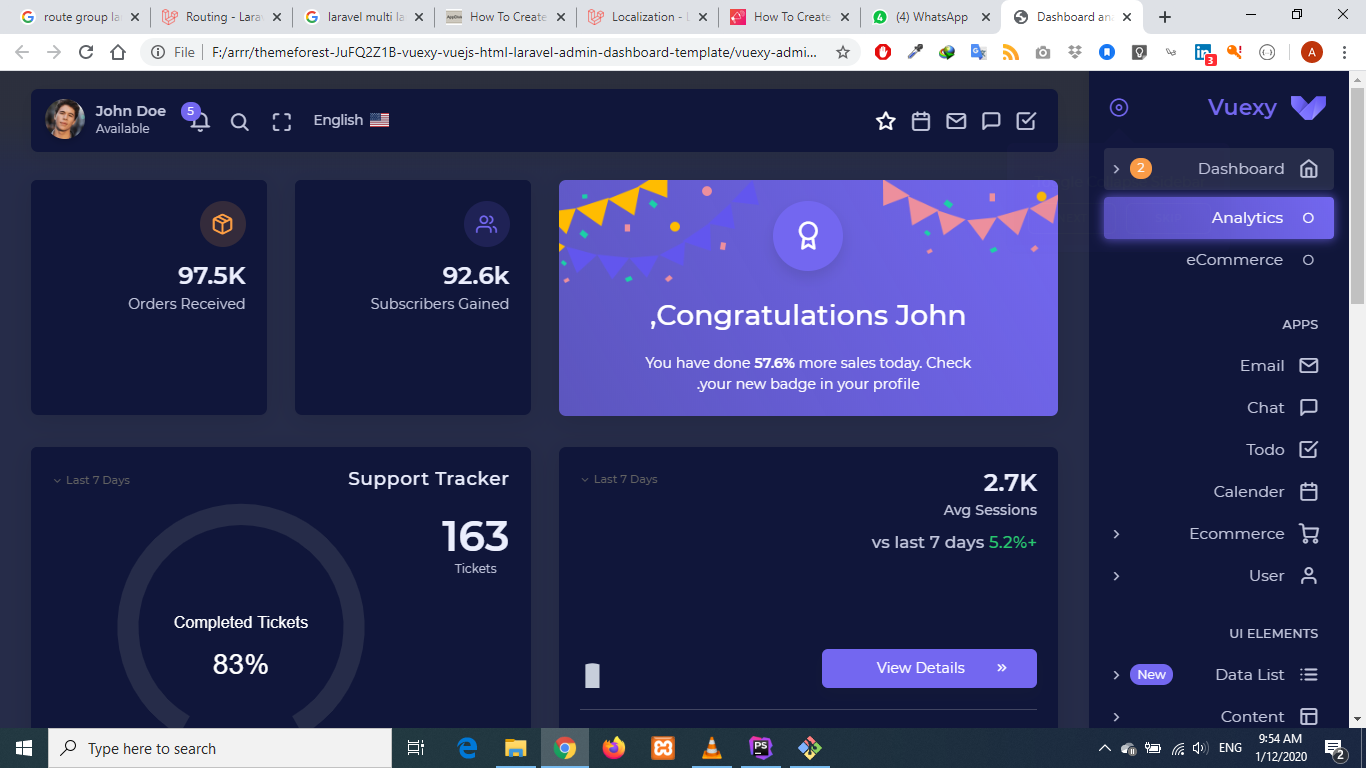 route group la
Routing - Lara
laravel multi la
How To Create
Localization - L
How To Create
(4) WhatsApp
Dashboard ana
File
F:/arrr/themeforest-JuFQ2Z1B-vuexy-vuejs-html-laravel-admin-dashboard-template/vuexy-admi...
3
A
John Doe
Available
5
English
Vuexy
2
Dashboard
Analytics
eCommerce
APPS
Email
Chat
Todo
Calender
Ecommerce
User
UI ELEMENTS
New
Data List
Content
97.5K
Orders Received
92.6k
Subscribers Gained
,Congratulations John
You have done 57.6% more sales today. Check
.your new badge in your profile
Last 7 Days
Support Tracker
163
Tickets
Completed Tickets
83%
Last 7 Days
2.7K
Avg Sessions
vs last 7 days 5.2%+
View Details »
Type here to search
PS
ENG
9:54 AM
1/12/2020
2